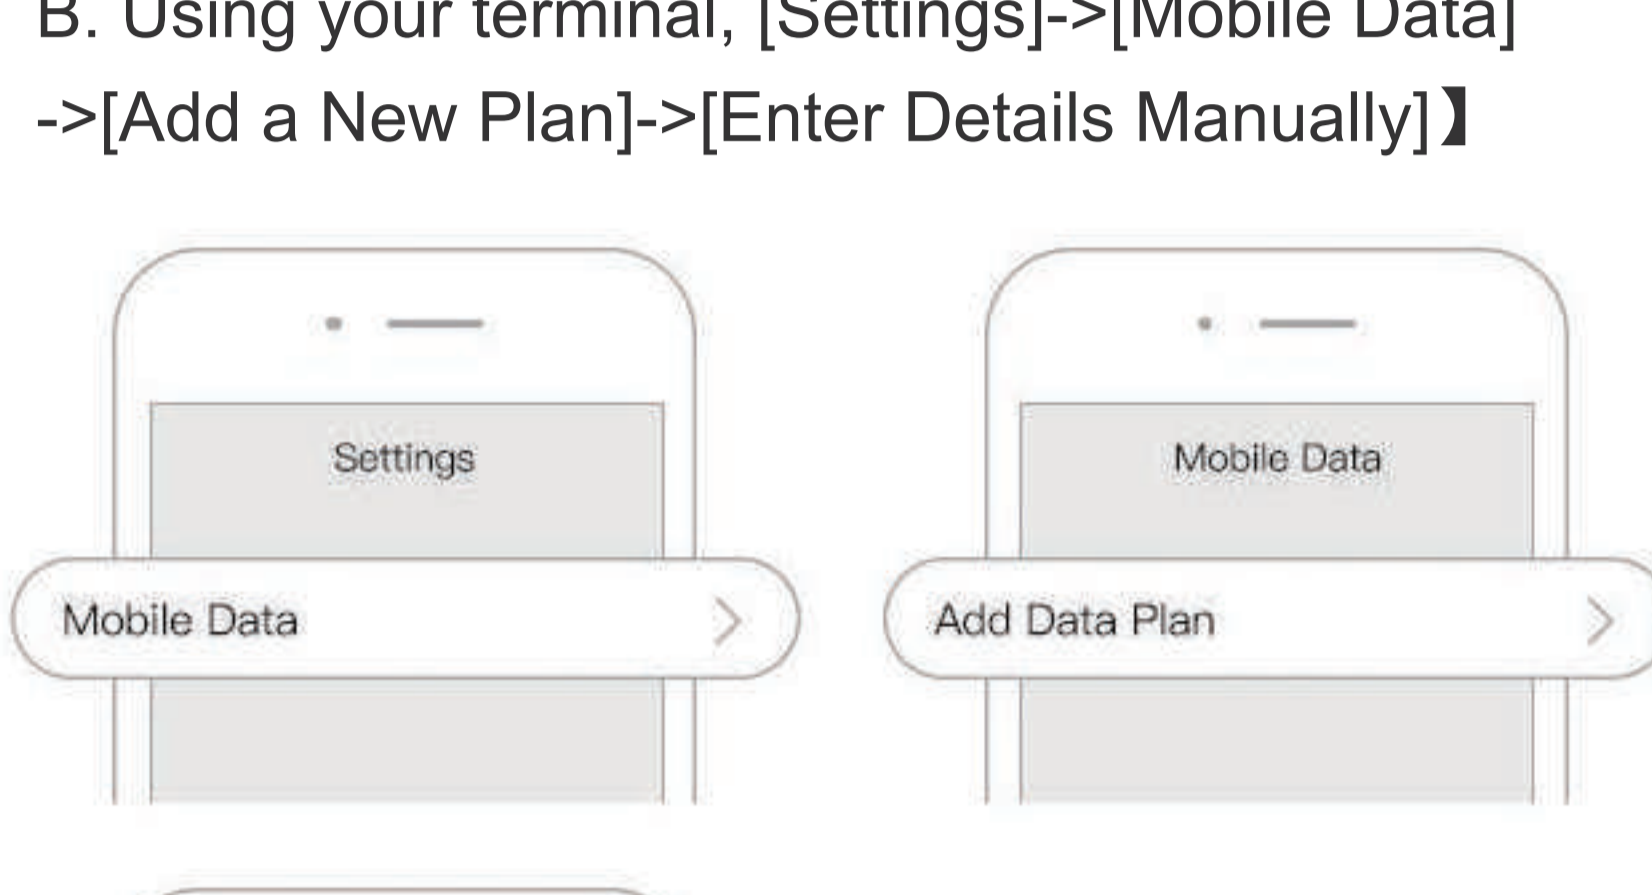 B. Using your terminal, [Settings]->[Mobile Data]
->[Add a New Plan]->[Enter Details Manually]】
Settings
Mobile Data
Mobile Data
Add Data Plan